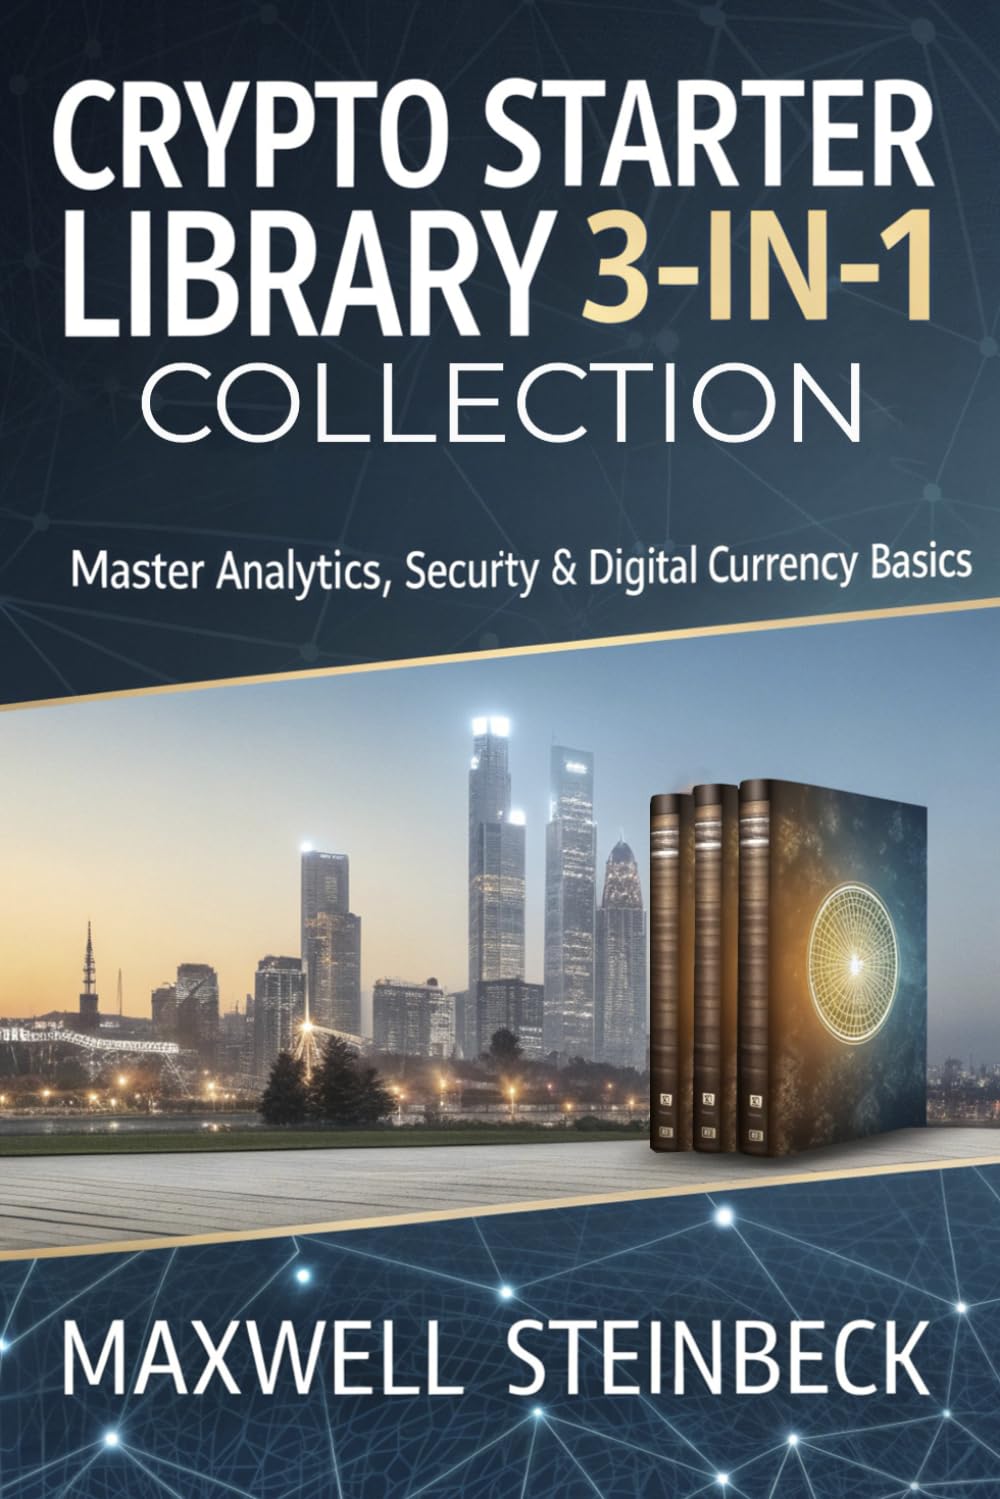 CRYPTO STARTER
LIBRARY 3-IN-1
COLLECTION
Master Analytics, Securty & Digital Currency Basics
MAXWELL STEINBECK